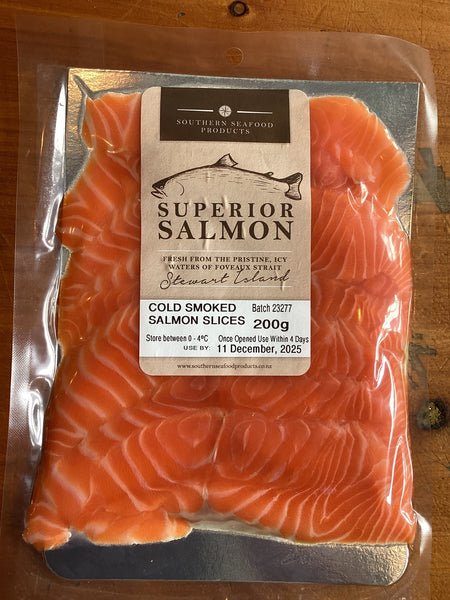 SOUTHERN SEAFOOD
PRODUCTS
SUPERIOR
SALMON
FRESH FROM THE PRISTINE, ICY
WATERS OF FOVEAUX STRAIT
Stewart Island
COLD SMOKED Batch 23277
SALMON SLICES 200g
Store between 0 - 4ºC Once Opened Use Within 4 Days
USE BY: 11 December, 2025
www.southernseafoodproducts.co.nz